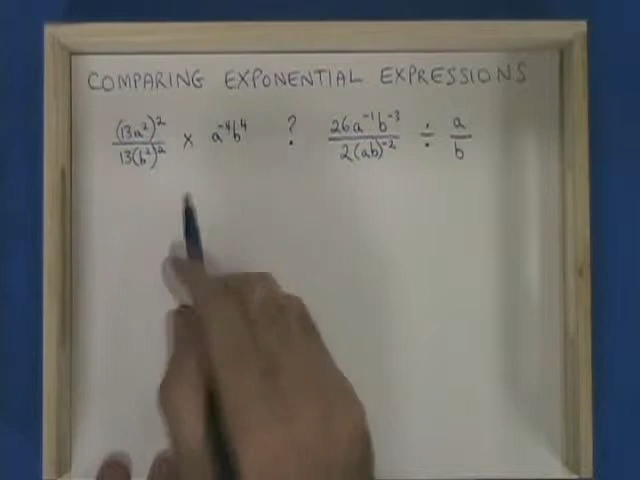 COMPARING EXPONENTIAL EXPRESSIONS
(13a²)² / 13(b²)² × a⁻⁴b⁴ ? 26a⁻¹b⁻³ / 2(ab)⁻² ÷ a / b